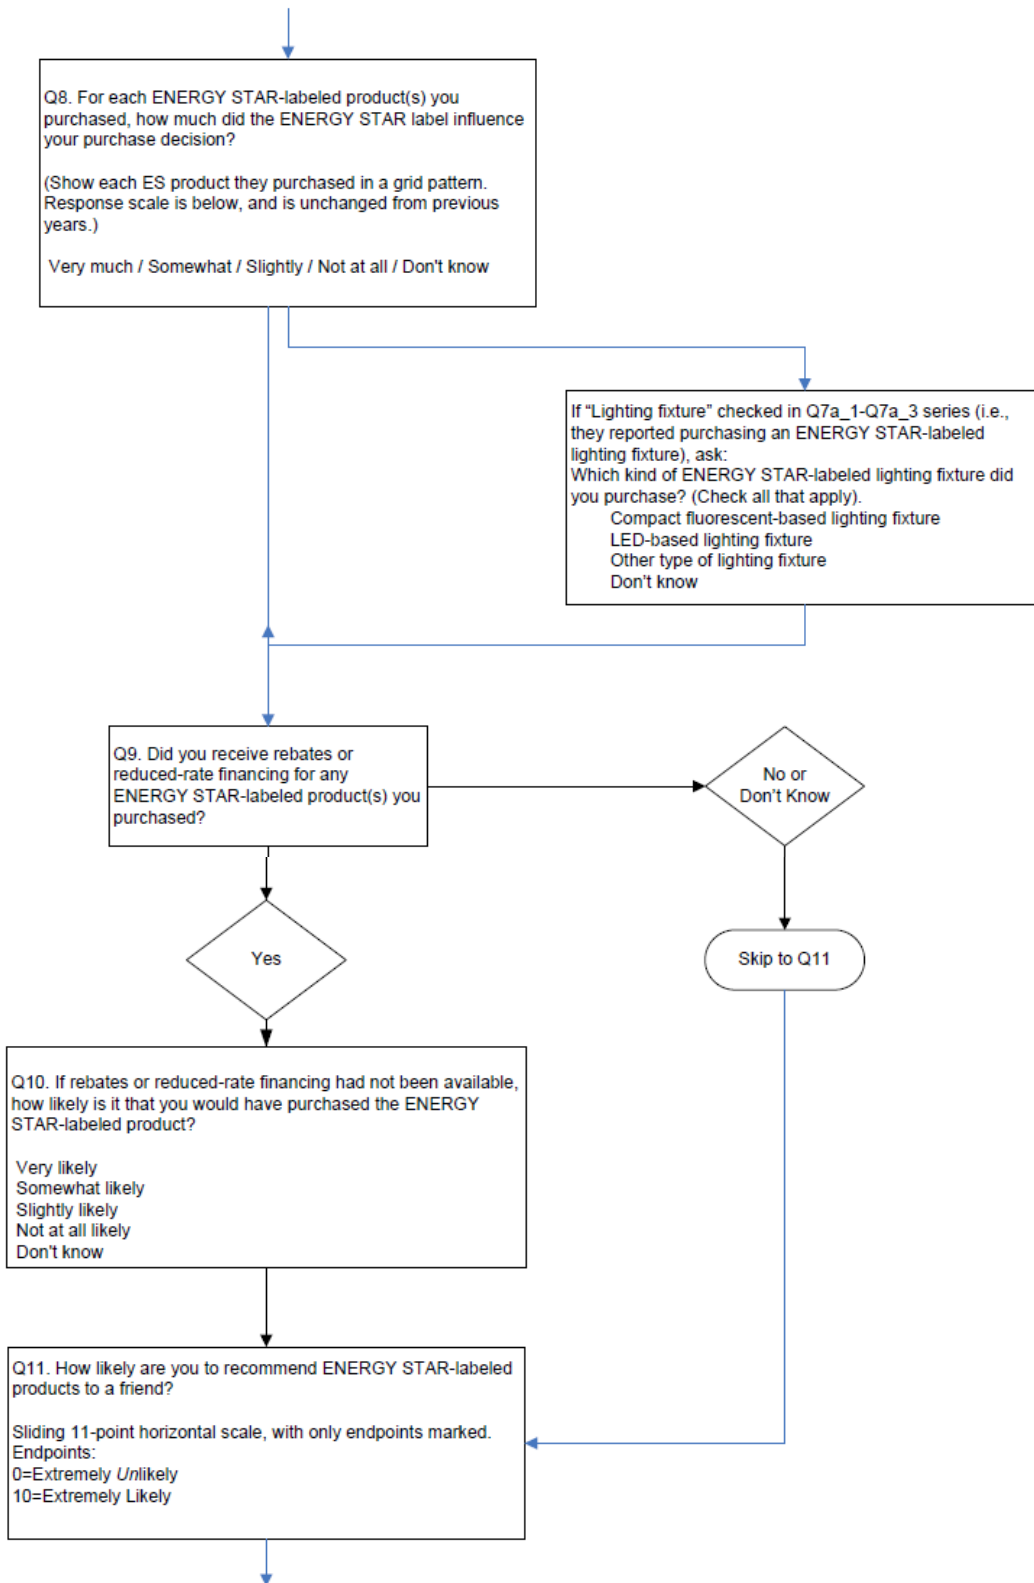 Q8. For each ENERGY STAR-labeled product(s) you
purchased, how much did the ENERGY STAR label influence
your purchase decision?
(Show each ES product they purchased in a grid pattern.
Response scale is below, and is unchanged from previous
years.)
Very much / Somewhat / Slightly / Not at all / Don't know
If “Lighting fixture” checked in Q7a_1-Q7a_3 series (i.e.,
they reported purchasing an ENERGY STAR-labeled
lighting fixture), ask:
Which kind of ENERGY STAR-labeled lighting fixture did
you purchase? (Check all that apply).
Compact fluorescent-based lighting fixture
LED-based lighting fixture
Other type of lighting fixture
Don't know
Q9. Did you receive rebates or
reduced-rate financing for any
ENERGY STAR-labeled product(s) you
purchased?
No or
Don’t Know
Yes
Skip to Q11
Q10. If rebates or reduced-rate financing had not been available,
how likely is it that you would have purchased the ENERGY
STAR-labeled product?
Very likely
Somewhat likely
Slightly likely
Not at all likely
Don't know
Q11. How likely are you to recommend ENERGY STAR-labeled
products to a friend?
Sliding 11-point horizontal scale, with only endpoints marked.
Endpoints:
0=Extremely Unlikely
10=Extremely Likely